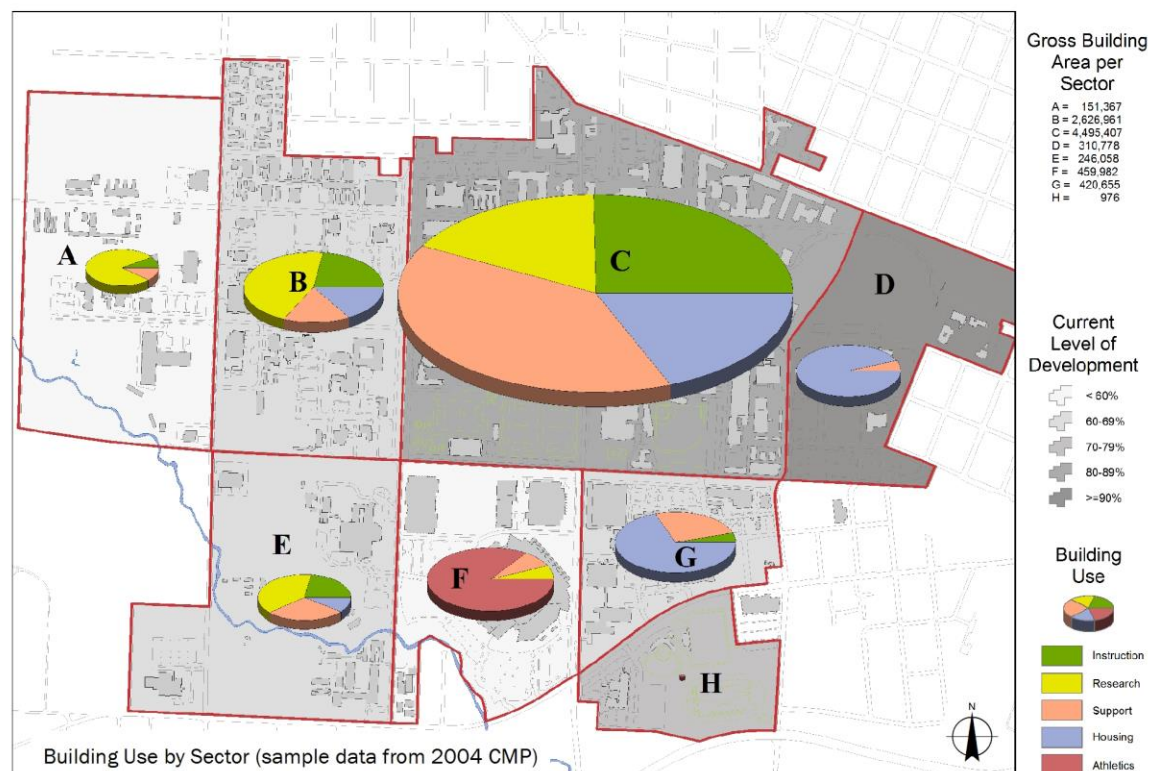 Gross Building
Area per
Sector
A = 151,367
B = 2,626,961
C = 4,495,407
D = 310,778
E = 246,058
F = 459,982
G = 420,655
H = 976
A
B
C
D
E
F
G
H
Current
Level of
Development
< 60%
60-69%
70-79%
80-89%
>=90%
Building
Use
Instruction
Research
Support
Housing
Athletics
N
Building Use by Sector (sample data from 2004 CMP)